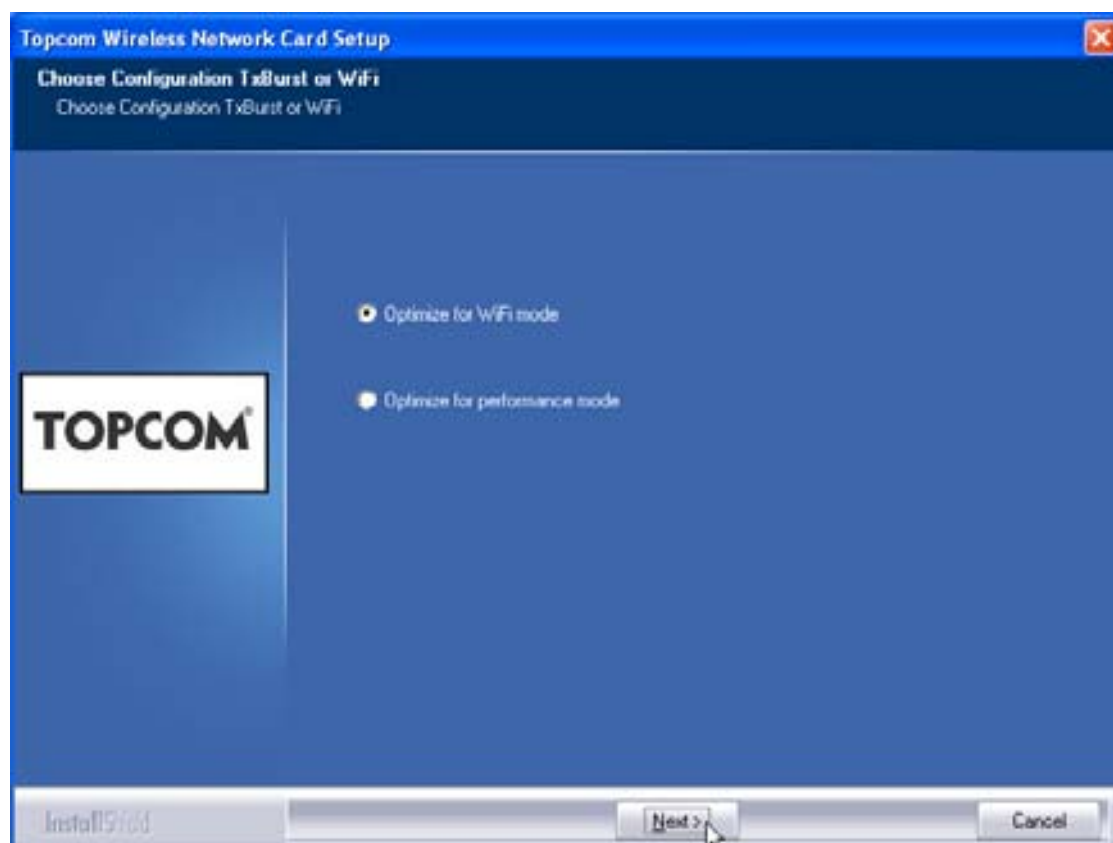 Topcom Wireless Network Card Setup
Choose Configuration TxBurst or WiFi
Choose Configuration TxBurst or WiFi
Optimize for WiFi mode
Optimize for performance mode
TOPCOM®
InstallShield
Next >
Cancel